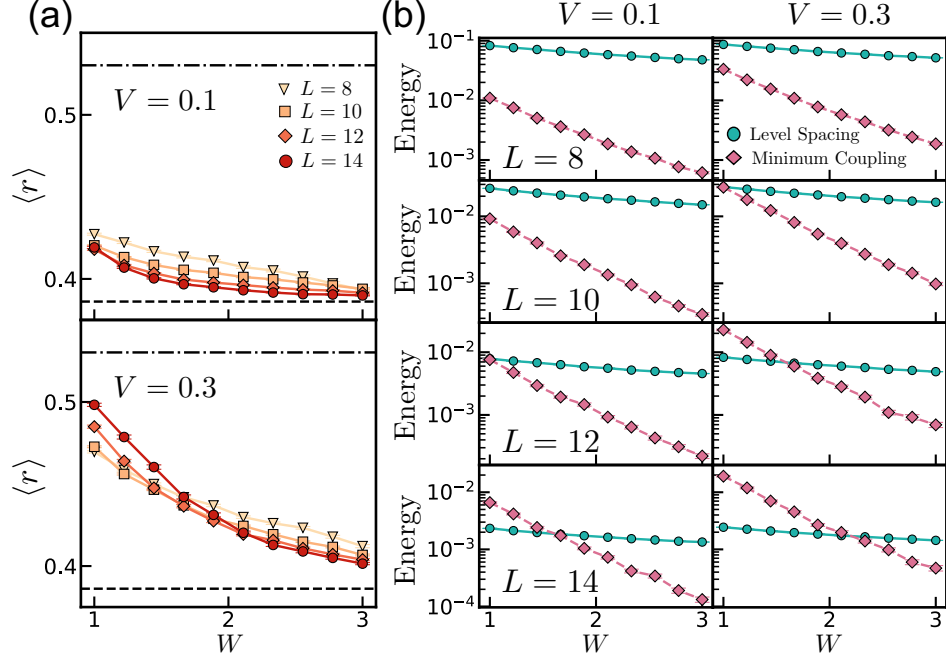 (a)
V = 0.1
L = 8
L = 10
L = 12
L = 14
0.5
0.4
⟨r⟩
V = 0.3
0.5
0.4
⟨r⟩
1 2 3
W
(b)
V = 0.1 V = 0.3
10⁻¹
10⁻²
10⁻³
Energy
L = 8
Level Spacing
Minimum Coupling
10⁻²
10⁻³
Energy
L = 10
10⁻²
10⁻³
Energy
L = 12
10⁻²
10⁻³
10⁻⁴
Energy
L = 14
1 2 3 1 2 3
W W